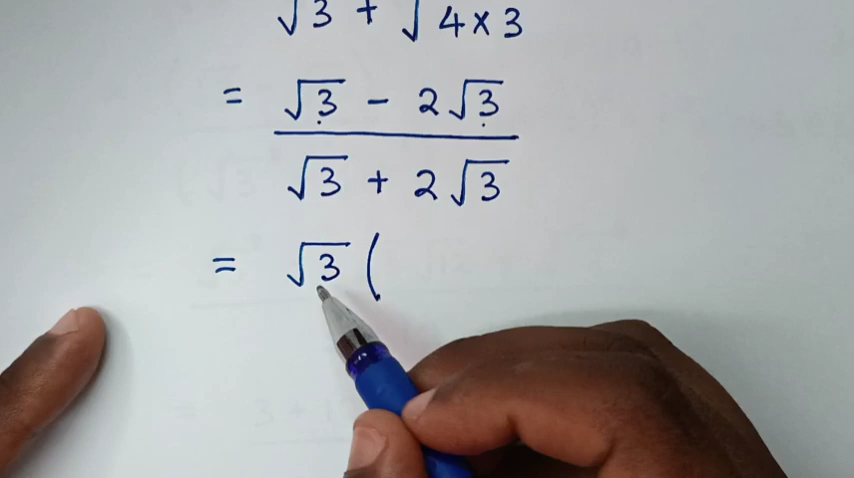 √3 + √4×3
= √3 - 2√3
√3 + 2√3
= √3 (